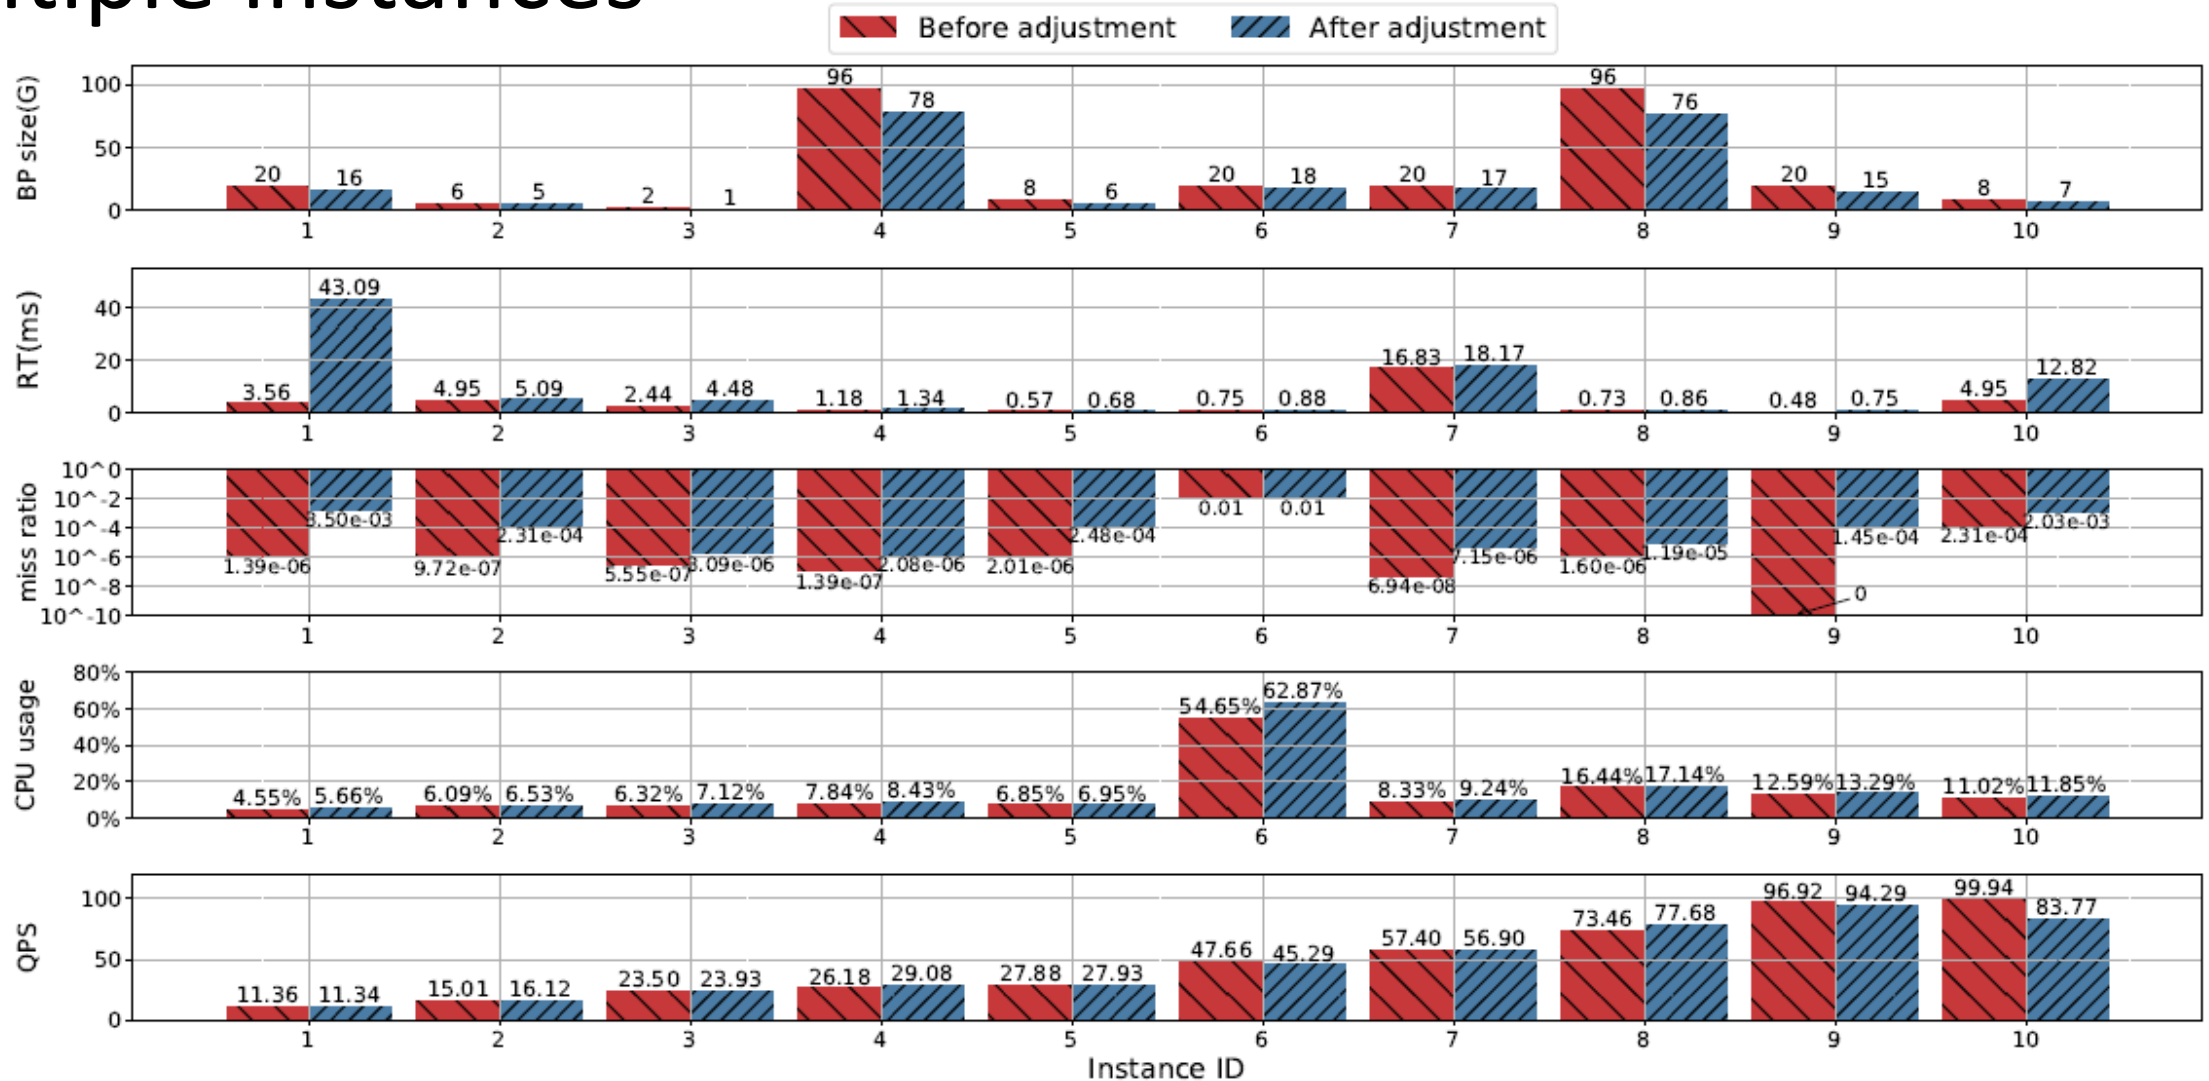 Before adjustment After adjustment
BP size(G)
100
50
0
20 16 6 5 2 1 96 78 8 6 20 18 20 17 96 76 20 15 8 7
1 2 3 4 5 6 7 8 9 10
RT(ms)
40
20
0
3.56 43.09 4.95 5.09 2.44 4.48 1.18 1.34 0.57 0.68 0.75 0.88 16.83 18.17 0.73 0.86 0.48 0.75 4.95 12.82
1 2 3 4 5 6 7 8 9 10
miss ratio
10^0
10^-2
10^-4
10^-6
10^-8
10^-10
1.39e-06 3.50e-03 9.72e-07 2.31e-04 5.55e-07 3.09e-06 1.39e-07 2.08e-06 2.01e-06 2.48e-04 0.01 0.01 6.94e-08 7.15e-06 1.60e-06 1.19e-05 0 1.45e-04 2.31e-04 2.03e-03
1 2 3 4 5 6 7 8 9 10
CPU usage
80%
60%
40%
20%
0%
4.55% 5.66% 6.09% 6.53% 6.32% 7.12% 7.84% 8.43% 6.85% 6.95% 54.65% 62.87% 8.33% 9.24% 16.44% 17.14% 12.59% 13.29% 11.02% 11.85%
1 2 3 4 5 6 7 8 9 10
QPS
100
50
0
11.36 11.34 15.01 16.12 23.50 23.93 26.18 29.08 27.88 27.93 47.66 45.29 57.40 56.90 73.46 77.68 96.92 94.29 99.94 83.77
1 2 3 4 5 6 7 8 9 10
Instance ID